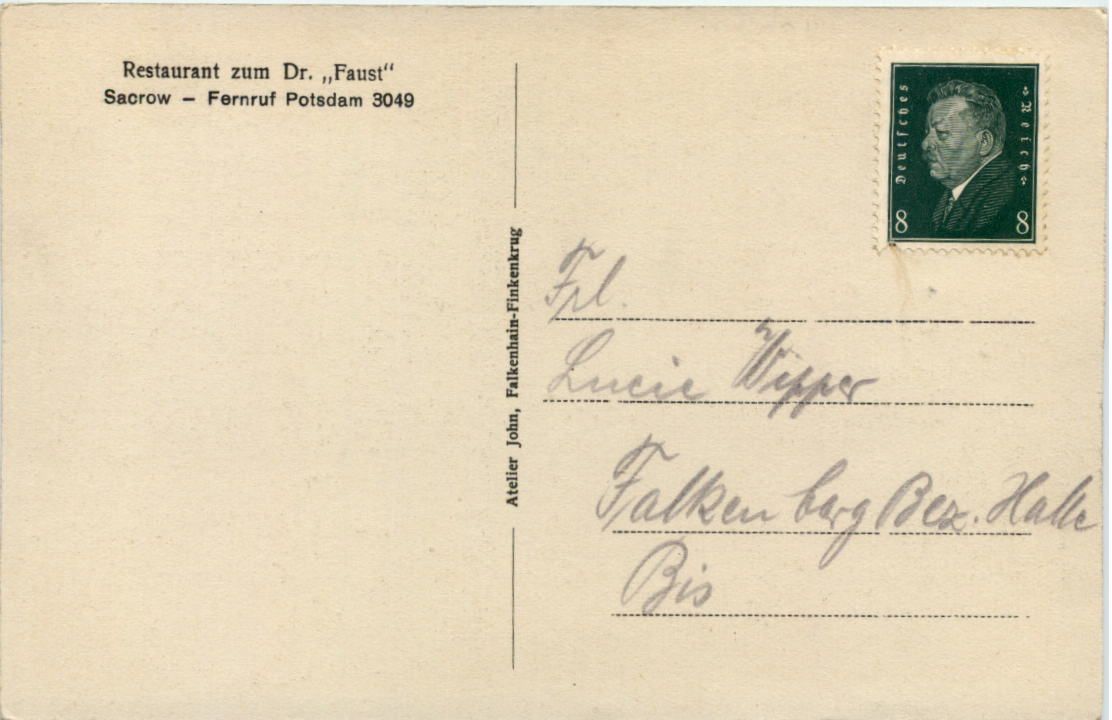 Restaurant zum Dr. „Faust“
Sacrow – Fernruf Potsdam 3049
Atelier John, Falkenhain-Finkenkrug
Deutsches Reich
8 8
Frl.
Lucie Wipper
Falkenberg Bez. Halle
Bis